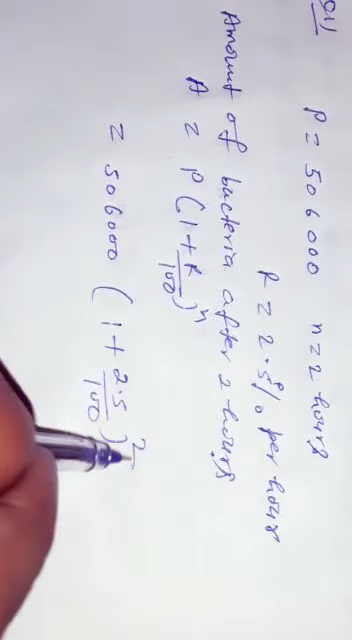 Sol
P = 506000 n = 2 hours
R = 2.5% per hour
Amount of bacteria after 2 hours
A = P (1 + R/100)^n
= 506000 (1 + 2.5/100)^2